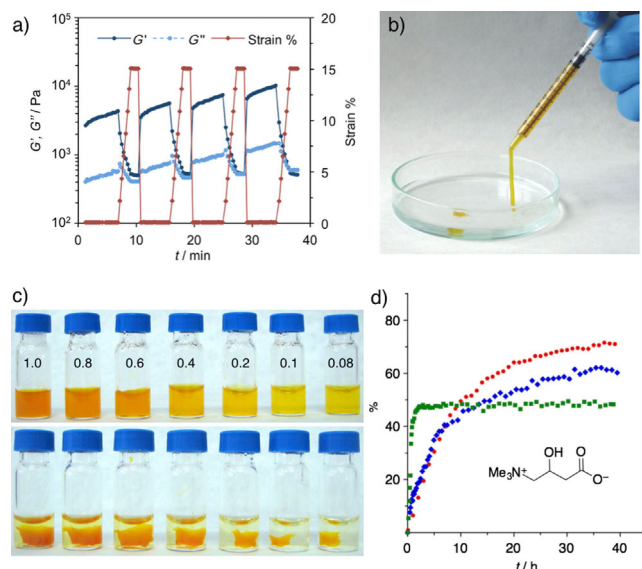 a)
G' G'' Strain %
10⁵
10⁴
10³
10²
G', G'' / Pa
20
15
10
5
0
Strain %
0 10 20 30 40
t / min
b)
c)
1.0 0.8 0.6 0.4 0.2 0.1 0.08
d)
80
60
40
20
%
0 10 20 30 40
t / h
OH O
Me₃N⁺ O⁻